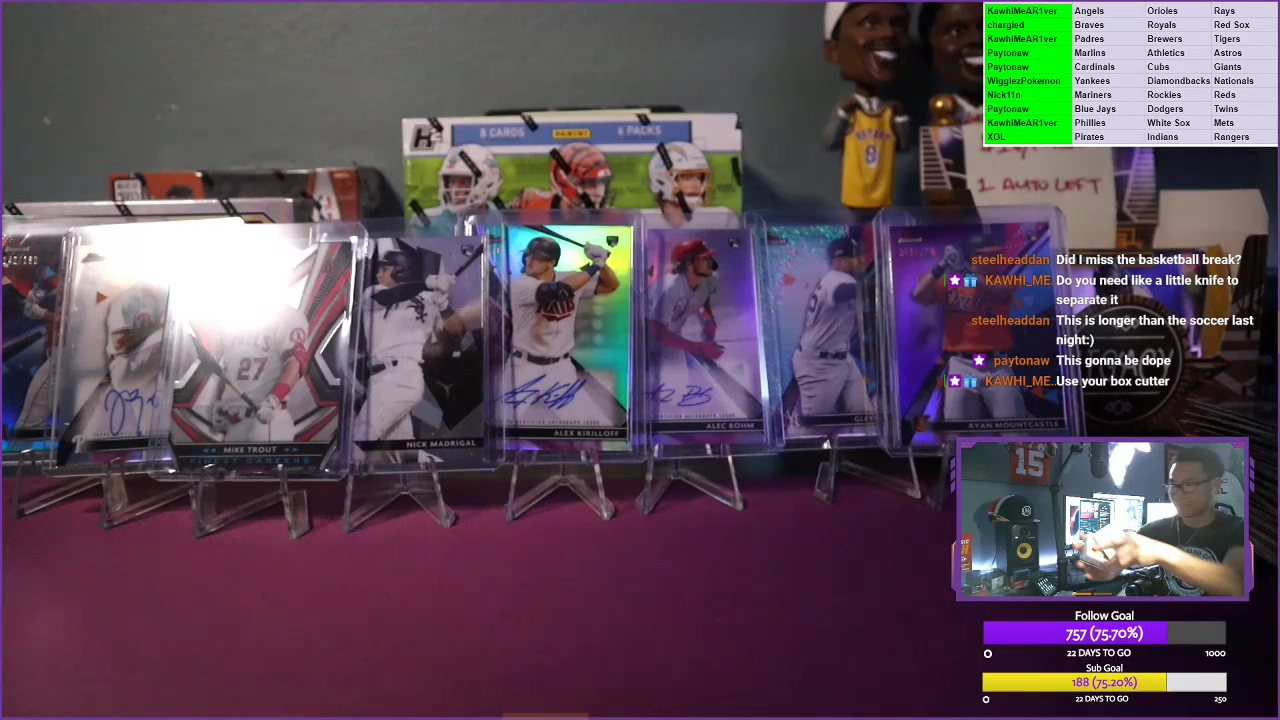 KawhiMeAR1ver Angels Orioles Rays
chargled Braves Royals Red Sox
KawhiMeAR1ver Padres Brewers Tigers
Paytonaw Marlins Athletics Astros
Paytonaw Cardinals Cubs Giants
WigglezPokemon Yankees Diamondbacks Nationals
Nick11n Mariners Rockies Reds
Paytonaw Blue Jays Dodgers Twins
KawhiMeAR1ver Phillies White Sox Mets
XOL Pirates Indians Rangers
8 CARDS PANINI 6 PACKS
9
1 AUTO LEFT
steelheaddan Did I miss the basketball break?
KAWHI_ME.. Do you need like a little knife to
separate it
steelheaddan This is longer than the soccer last
night:)
paytonaw This gonna be dope
KAWHI_ME.. Use your box cutter
27
MIKE TROUT
NICK MADRIGAL
ALEX KIRILLOFF
ALEC BOHM
RYAN MOUNTCASTLE
15
Follow Goal
757 (75.70%)
0 22 DAYS TO GO 1000
Sub Goal
188 (75.20%)
0 22 DAYS TO GO 250